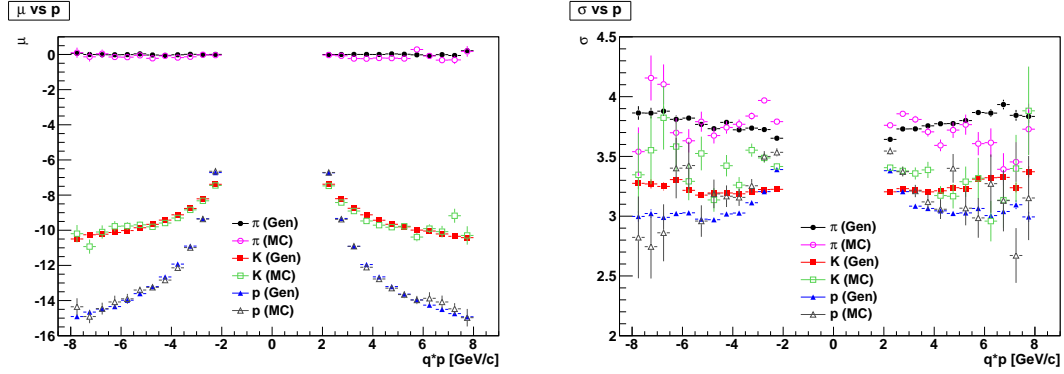 μ vs p
μ
0
-2
-4
-6
-8
-10
-12
-14
-16
π (Gen)
π (MC)
K (Gen)
K (MC)
p (Gen)
p (MC)
-8 -6 -4 -2 0 2 4 6 8
q*p [GeV/c]
σ vs p
σ
4.5
4
3.5
3
2.5
2
π (Gen)
π (MC)
K (Gen)
K (MC)
p (Gen)
p (MC)
-8 -6 -4 -2 0 2 4 6 8
q*p [GeV/c]